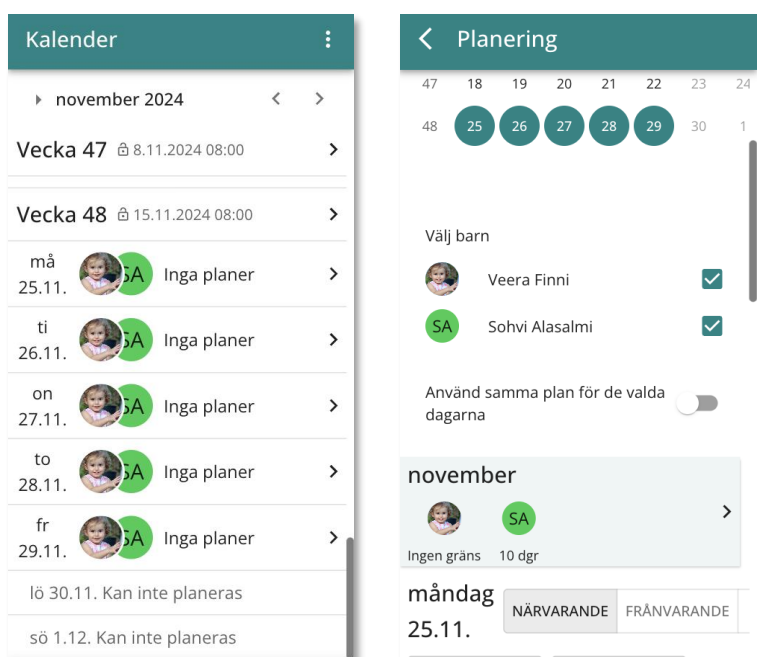 Kalender
november 2024
Vecka 47 8.11.2024 08:00
Vecka 48 15.11.2024 08:00
må
25.11.
SA
Inga planer
ti
26.11.
SA
Inga planer
on
27.11.
SA
Inga planer
to
28.11.
SA
Inga planer
fr
29.11.
SA
Inga planer
lö 30.11. Kan inte planeras
sö 1.12. Kan inte planeras
Planering
47 18 19 20 21 22 23 24
48 25 26 27 28 29 30 1
Välj barn
Veera Finni
SA Sohvi Alasalmi
Använd samma plan för de valda
dagarna
november
SA
Ingen gräns 10 dgr
måndag
25.11.
NÄRVARANDE FRÅNVARANDE